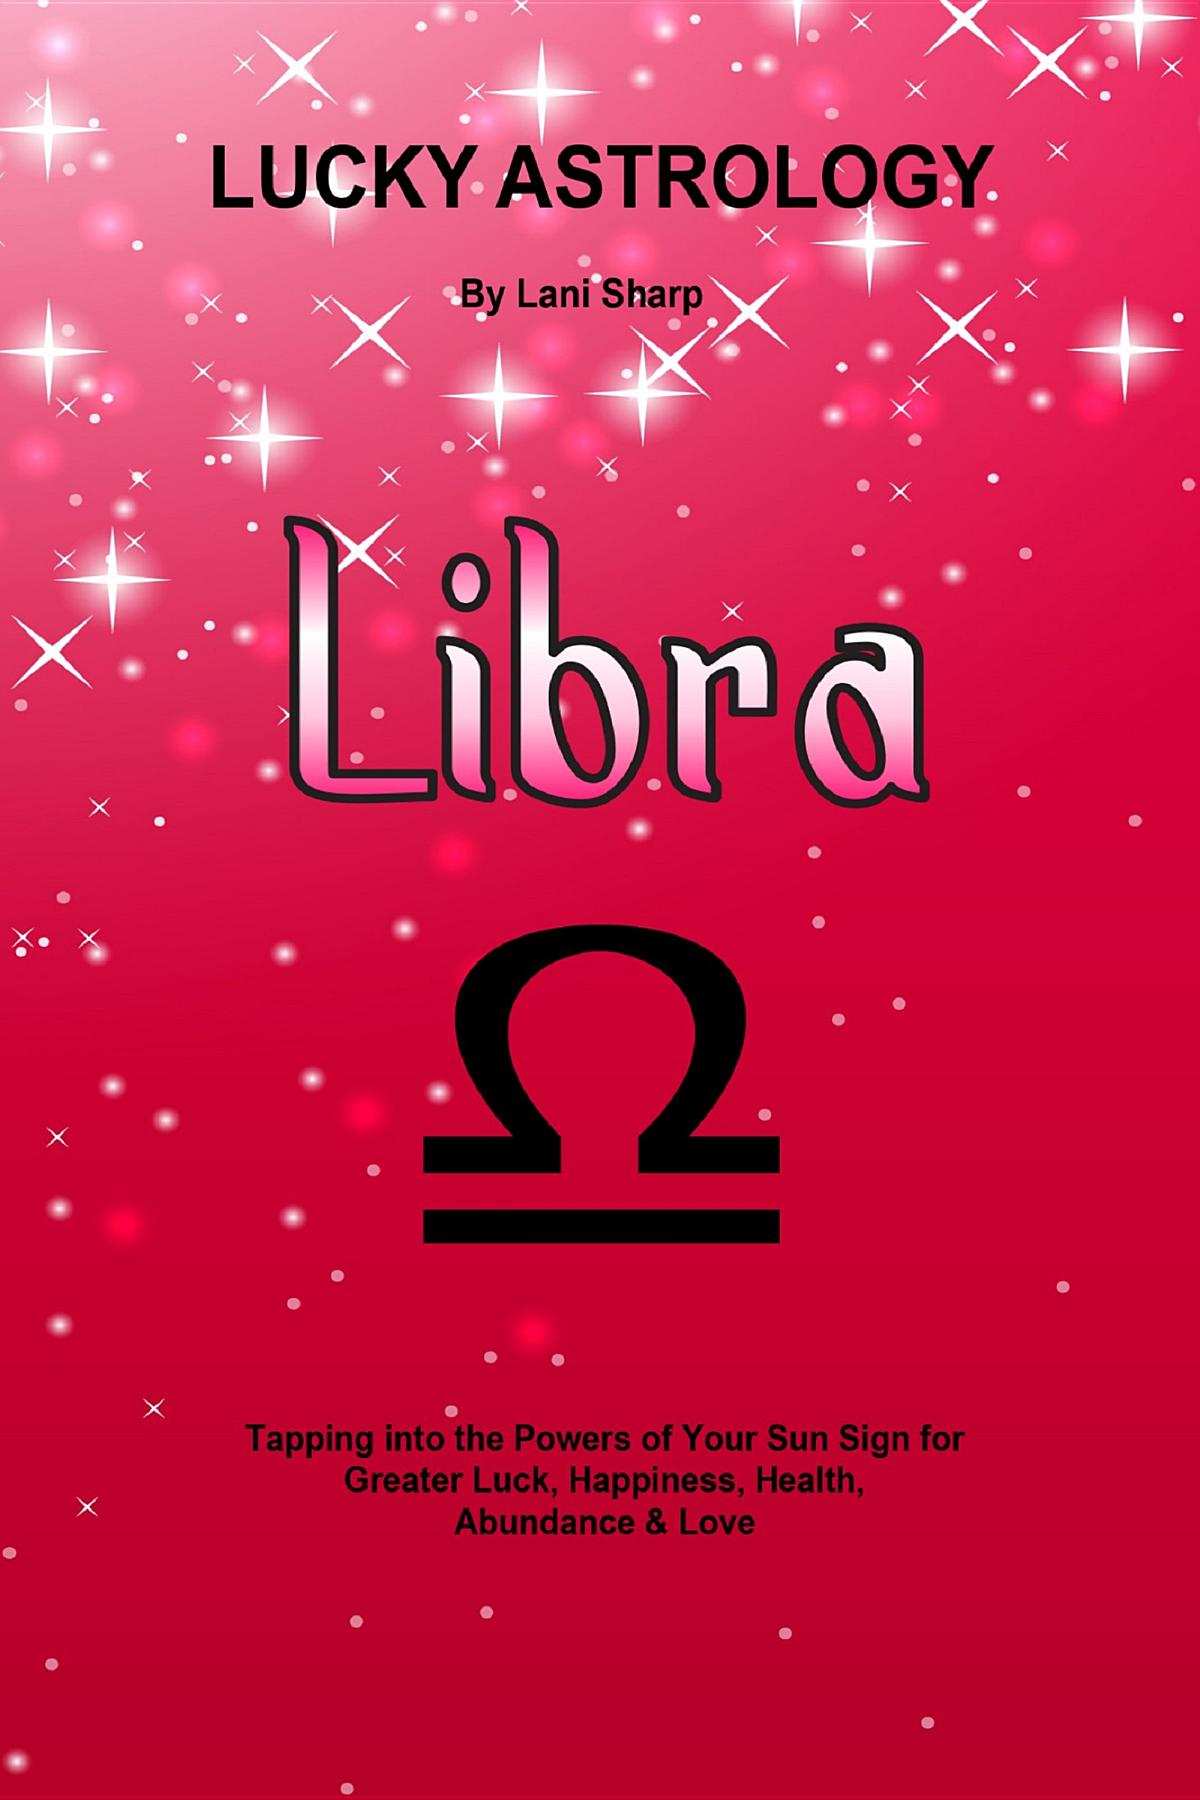 LUCKY ASTROLOGY
By Lani Sharp
Libra
♎
Tapping into the Powers of Your Sun Sign for
Greater Luck, Happiness, Health,
Abundance & Love